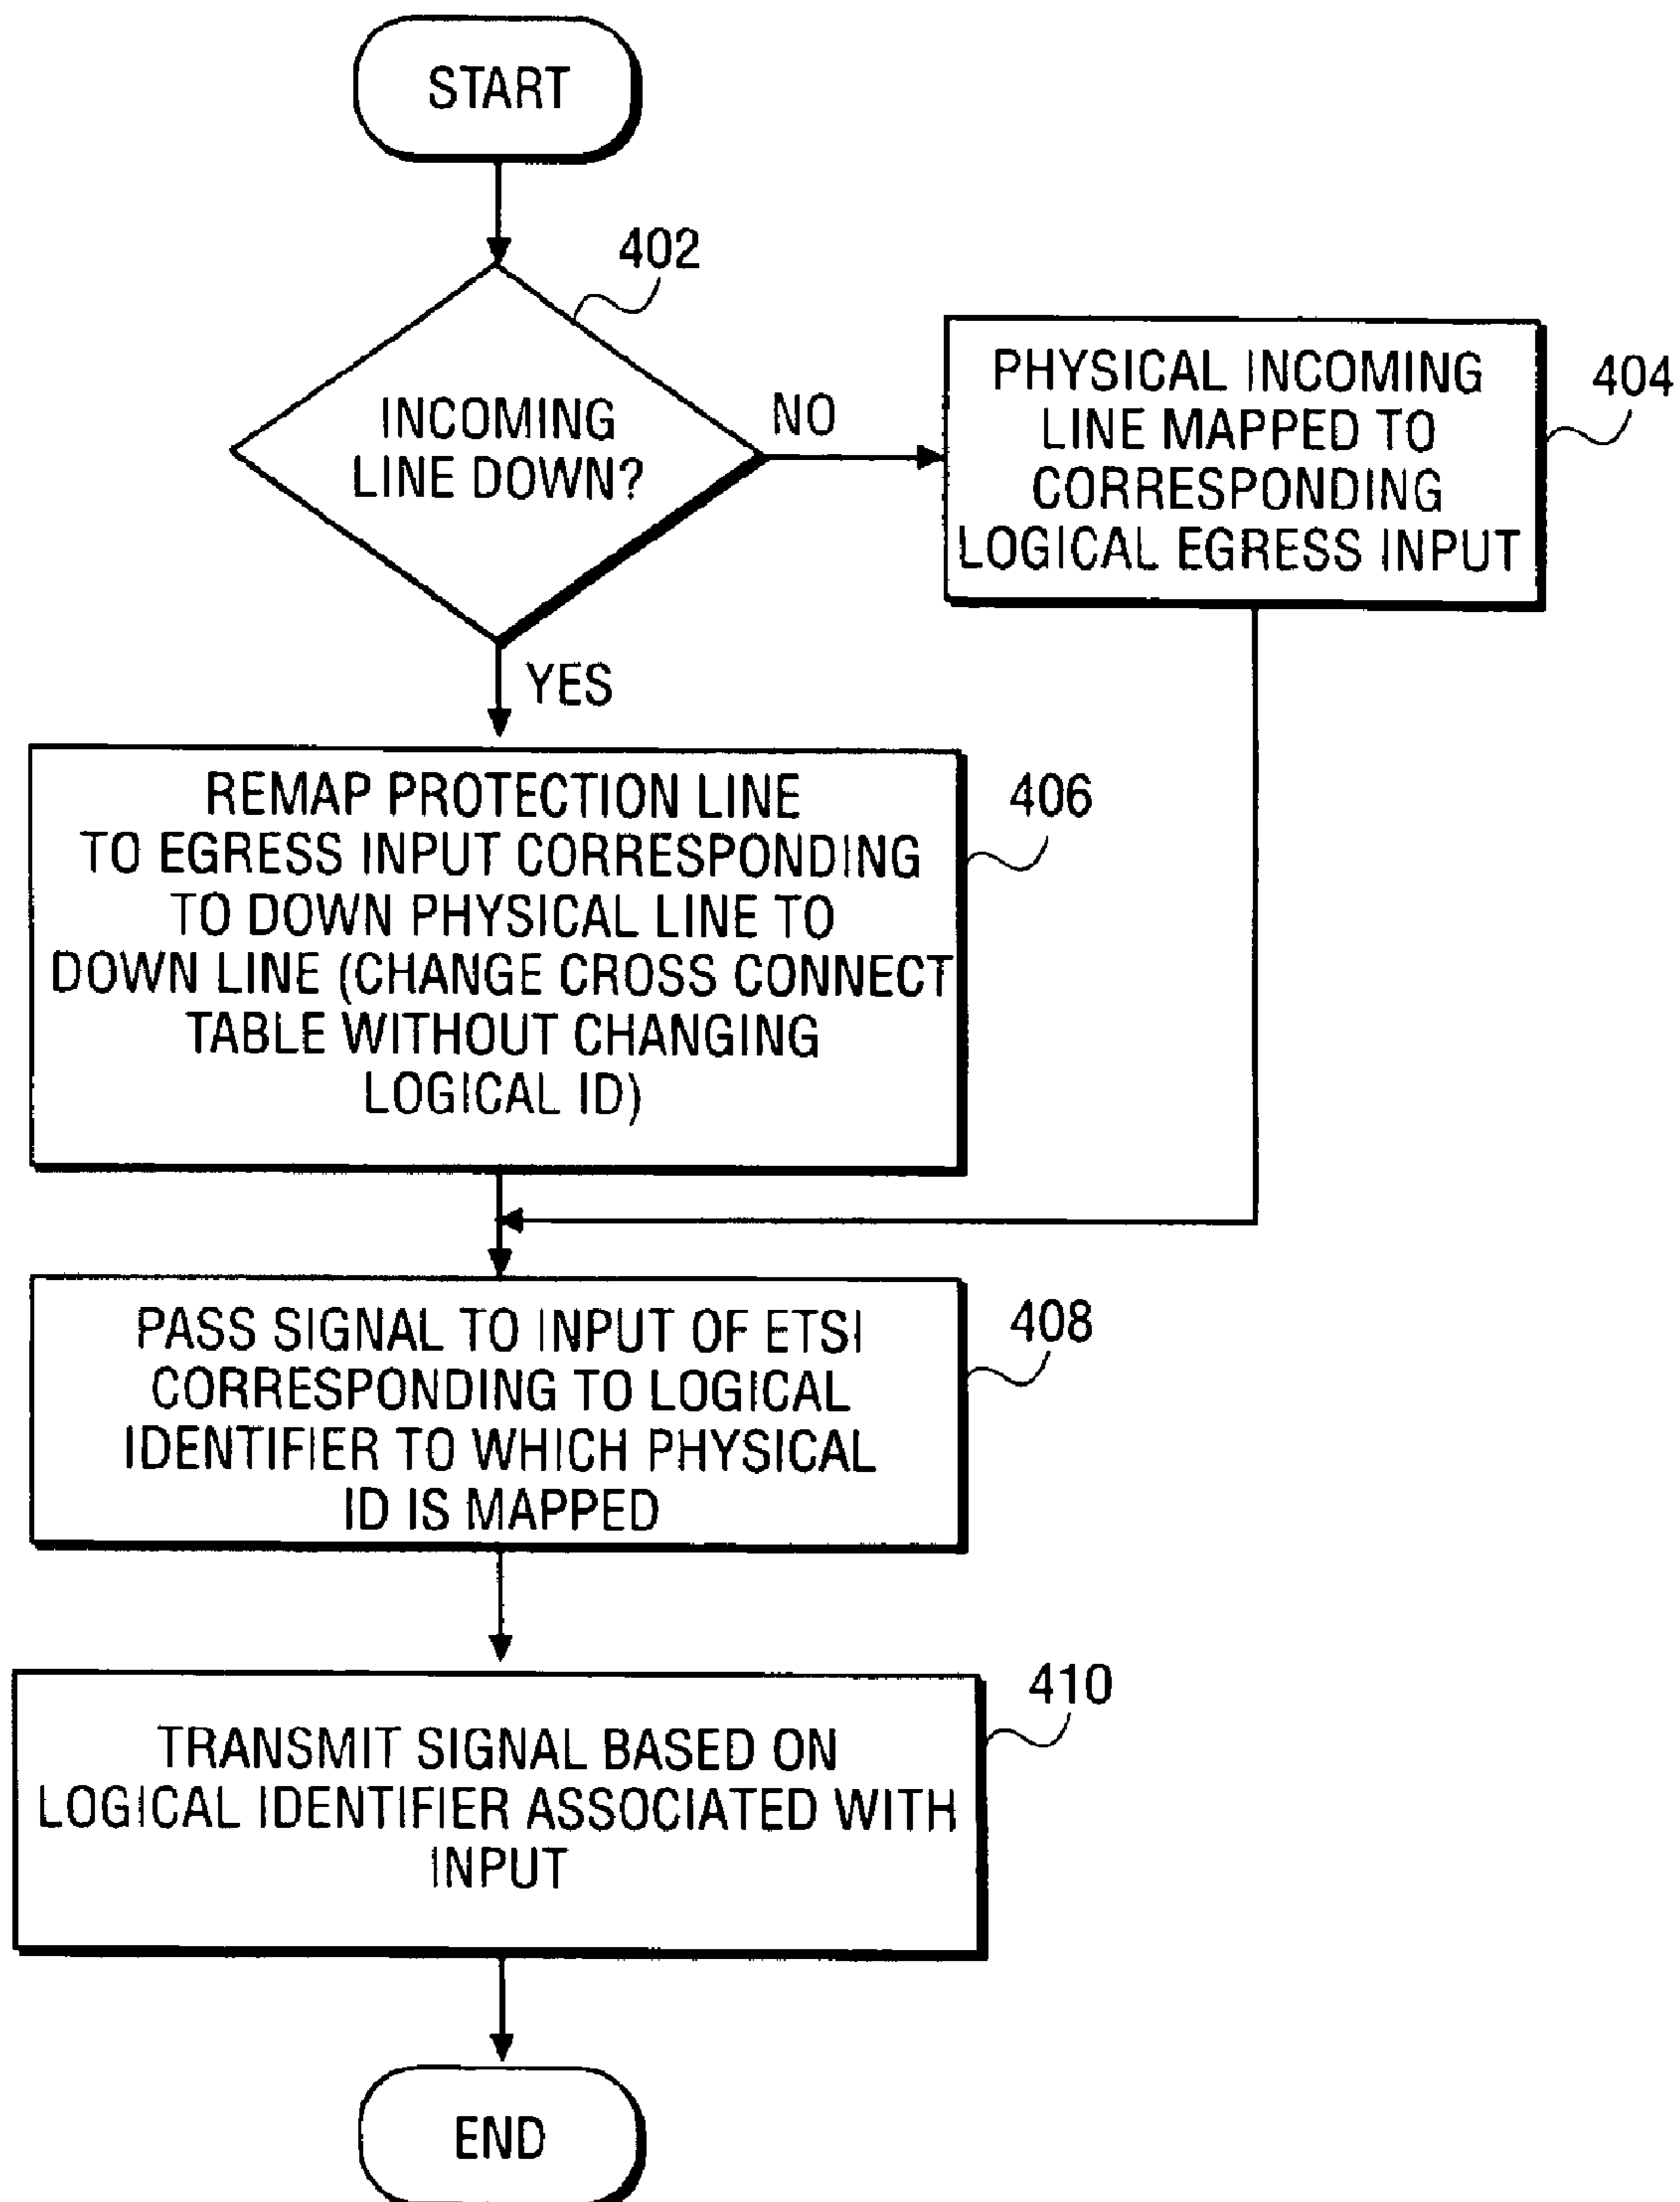 START
402
INCOMING
LINE DOWN?
NO
PHYSICAL INCOMING
LINE MAPPED TO
CORRESPONDING
LOGICAL EGRESS INPUT
404
YES
REMAP PROTECTION LINE
TO EGRESS INPUT CORRESPONDING
TO DOWN PHYSICAL LINE TO
DOWN LINE (CHANGE CROSS CONNECT
TABLE WITHOUT CHANGING
LOGICAL ID)
406
PASS SIGNAL TO INPUT OF ETSI
CORRESPONDING TO LOGICAL
IDENTIFIER TO WHICH PHYSICAL
ID IS MAPPED
408
TRANSMIT SIGNAL BASED ON
LOGICAL IDENTIFIER ASSOCIATED WITH
INPUT
410
END